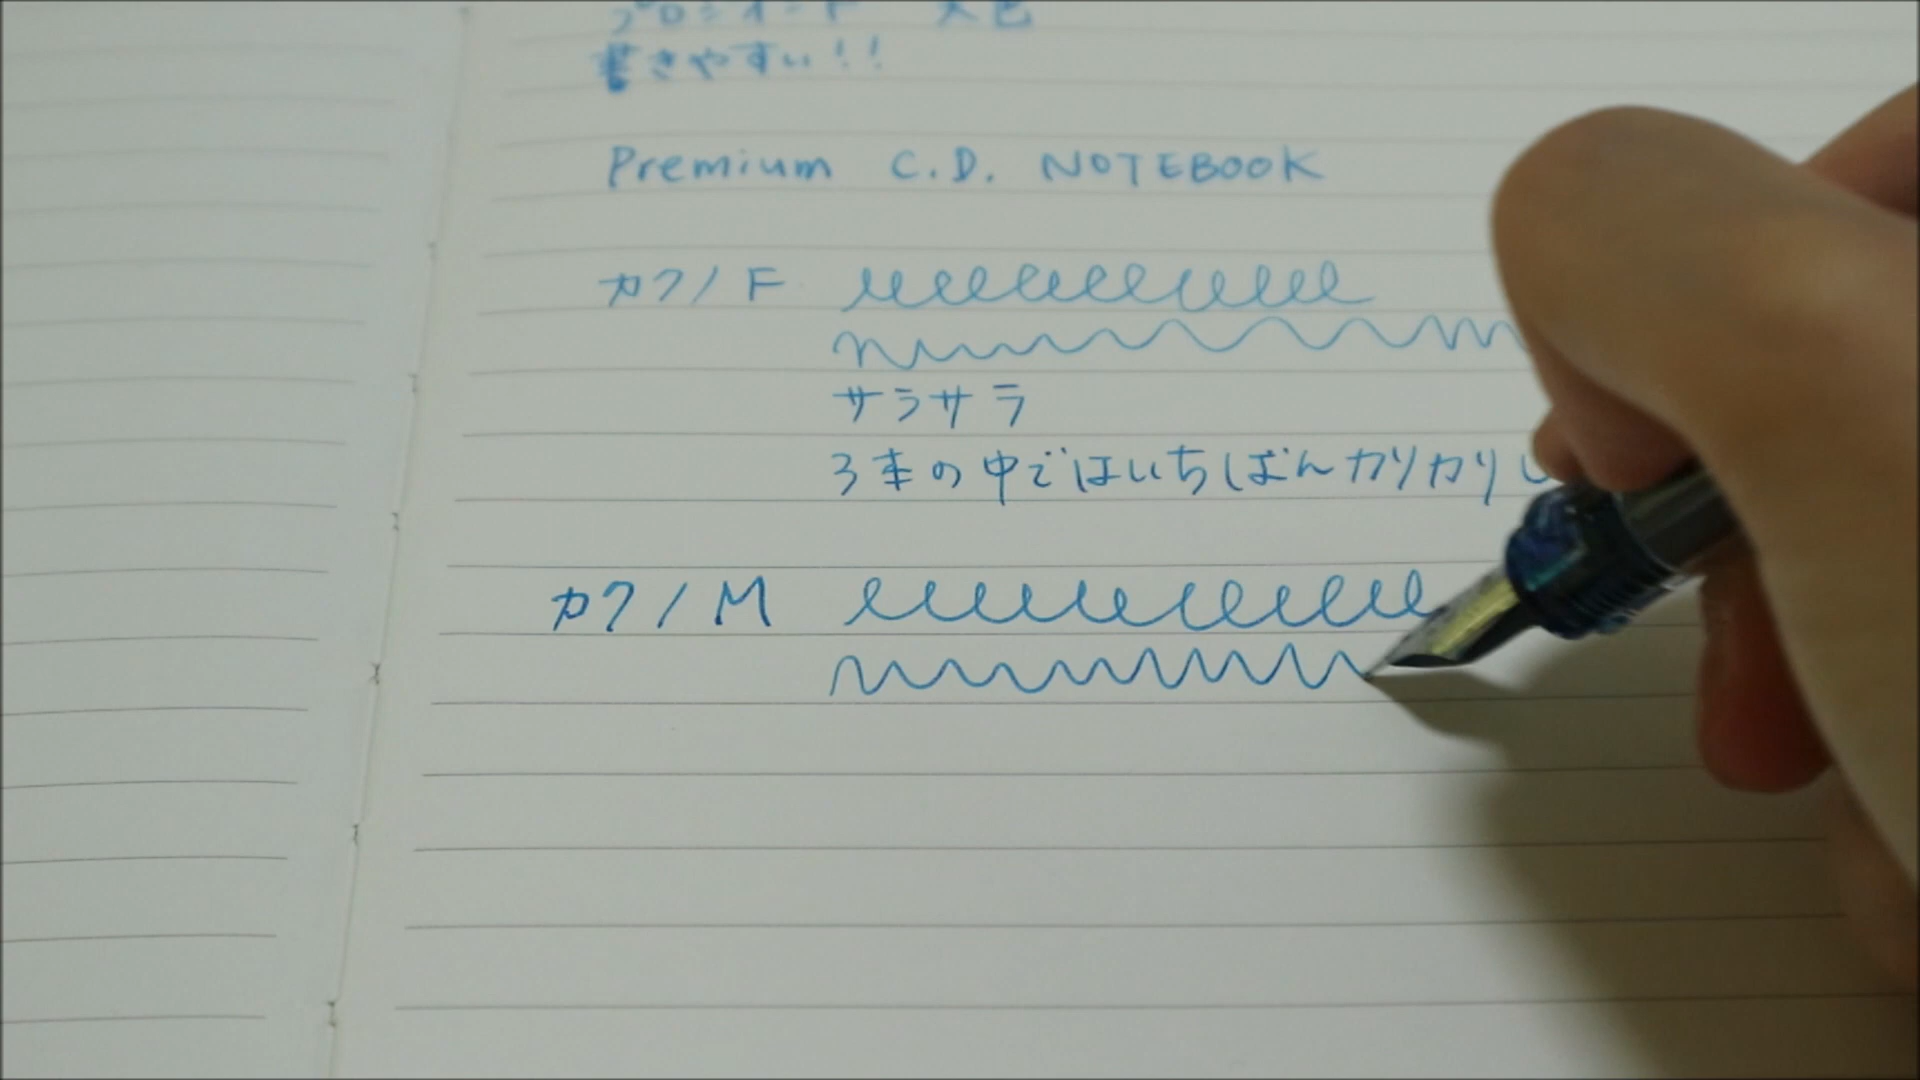 書きやすい!!
Premium C.D. NOTEBOOK
カクノ F
サラサラ
3本の中ではいちばんカリカリし
カクノ M